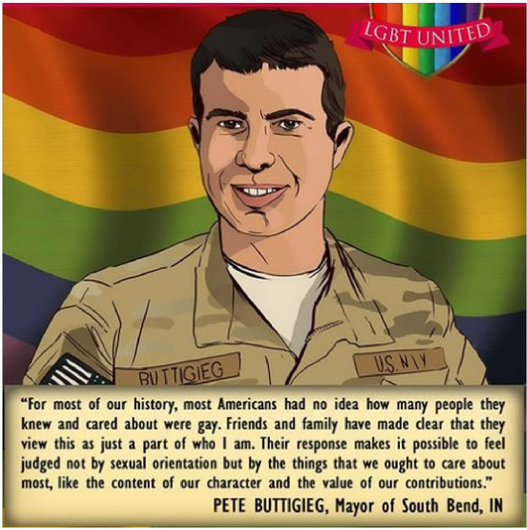 LGBT UNITED
BUTTIGIEG
U.S. NIV
“For most of our history, most Americans had no idea how many people they
knew and cared about were gay. Friends and family have made clear that they
view this as just a part of who I am. Their response makes it possible to feel
judged not by sexual orientation but by the things that we ought to care about
most, like the content of our character and the value of our contributions.”
PETE BUTTIGIEG, Mayor of South Bend, IN